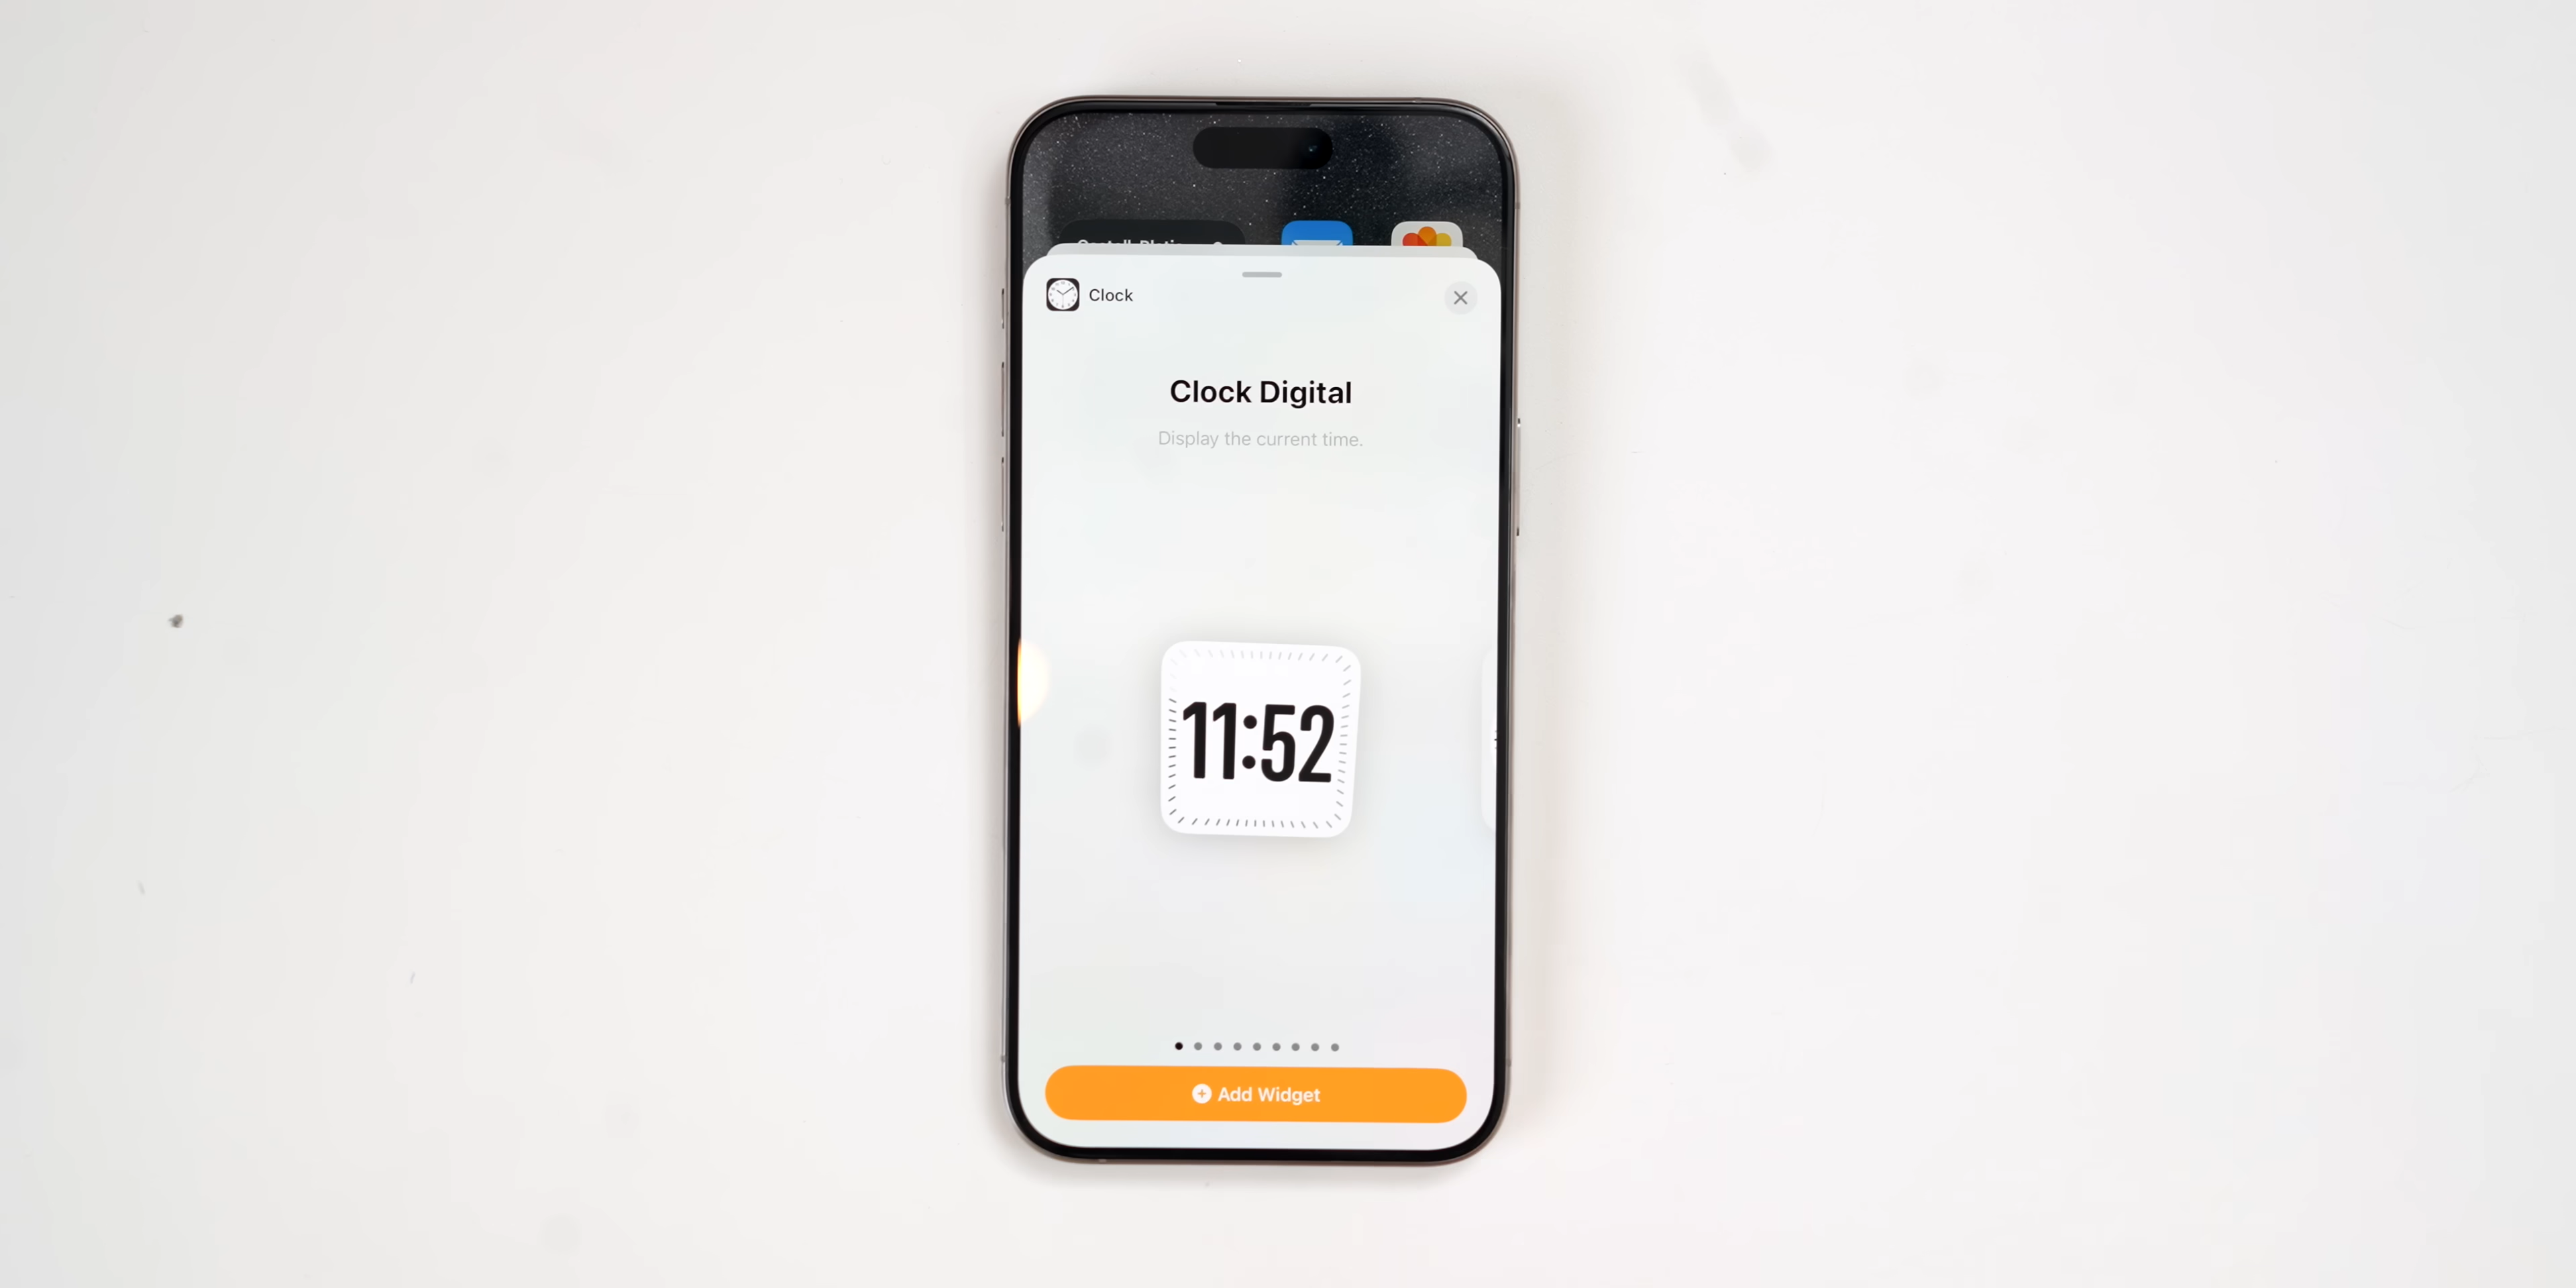 Clock
Clock Digital
Display the current time.
11:52
Add Widget